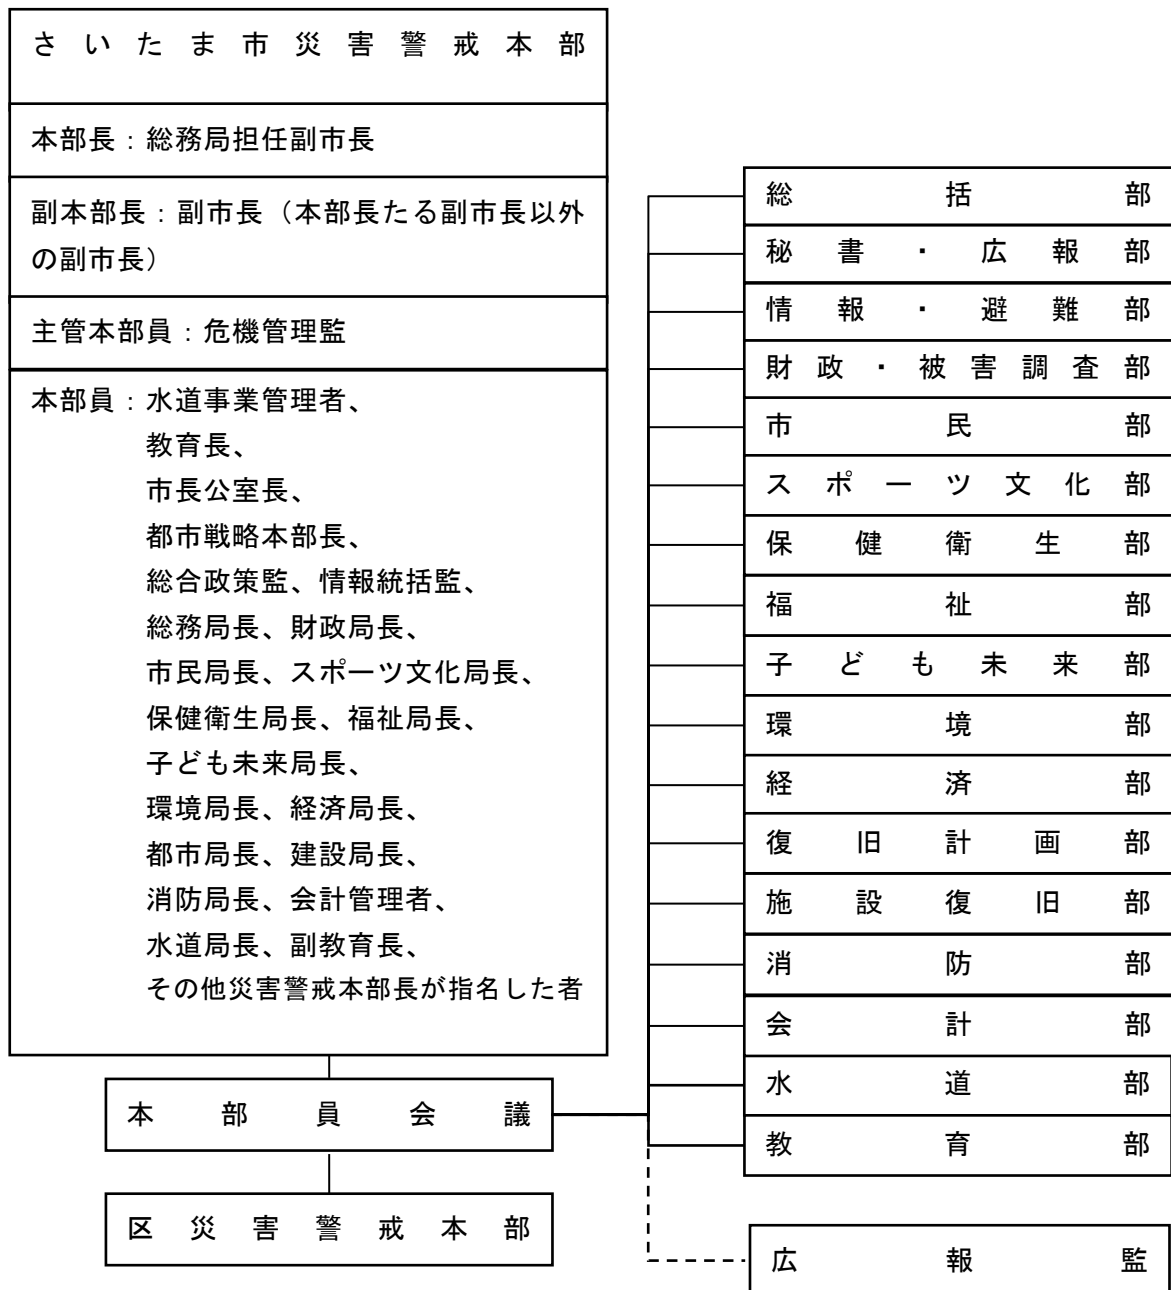 さいたま市災害警戒本部
本部長：総務局担任副市長
副本部長：副市長（本部長たる副市長以外
の副市長）
主管本部員：危機管理監
本部員：水道事業管理者、
教育長、
市長公室長、
都市戦略本部長、
総合政策監、情報統括監、
総務局長、財政局長、
市民局長、スポーツ文化局長、
保健衛生局長、福祉局長、
子ども未来局長、
環境局長、経済局長、
都市局長、建設局長、
消防局長、会計管理者、
水道局長、副教育長、
その他災害警戒本部長が指名した者
本部員会議
区災害警戒本部
総括部
秘書・広報部
情報・避難部
財政・被害調査部
市民部
スポーツ文化部
保健衛生部
福祉部
子ども未来部
環境部
経済部
復旧計画部
施設復旧部
消防部
会計部
水道部
教育部
広報監